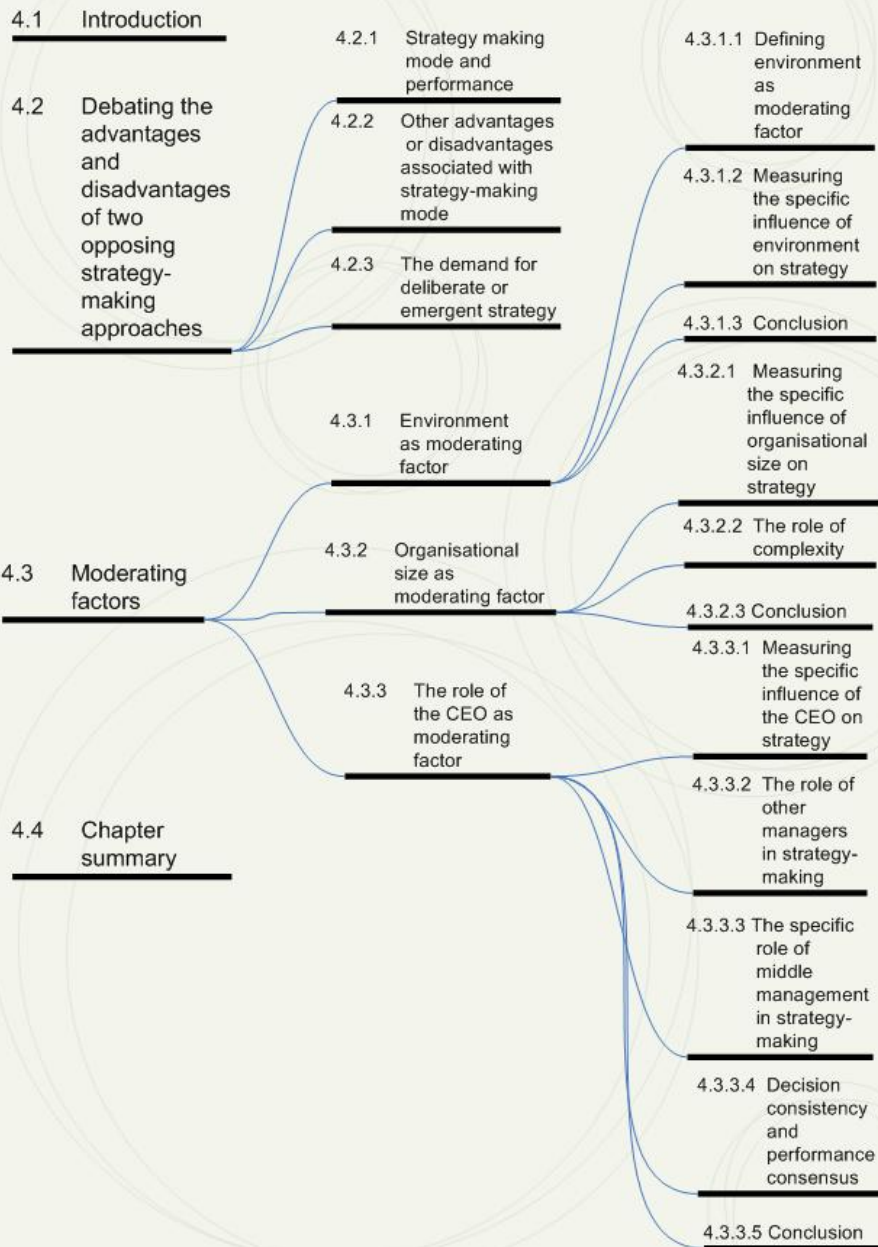 4.1 Introduction
4.2 Debating the
advantages
and
disadvantages
of two
opposing
strategy-
making
approaches
4.2.1 Strategy making
mode and
performance
4.2.2 Other advantages
or disadvantages
associated with
strategy-making
mode
4.2.3 The demand for
deliberate or
emergent strategy
4.3 Moderating
factors
4.3.1 Environment
as moderating
factor
4.3.1.1 Defining
environment
as
moderating
factor
4.3.1.2 Measuring
the specific
influence of
environment
on strategy
4.3.1.3 Conclusion
4.3.2 Organisational
size as
moderating factor
4.3.2.1 Measuring
the specific
influence of
organisational
size on
strategy
4.3.2.2 The role of
complexity
4.3.2.3 Conclusion
4.3.3 The role of
the CEO as
moderating
factor
4.3.3.1 Measuring
the specific
influence of
the CEO on
strategy
4.3.3.2 The role of
other
managers
in strategy-
making
4.3.3.3 The specific
role of
middle
management
in strategy-
making
4.3.3.4 Decision
consistency
and
performance
consensus
4.3.3.5 Conclusion
4.4 Chapter
summary